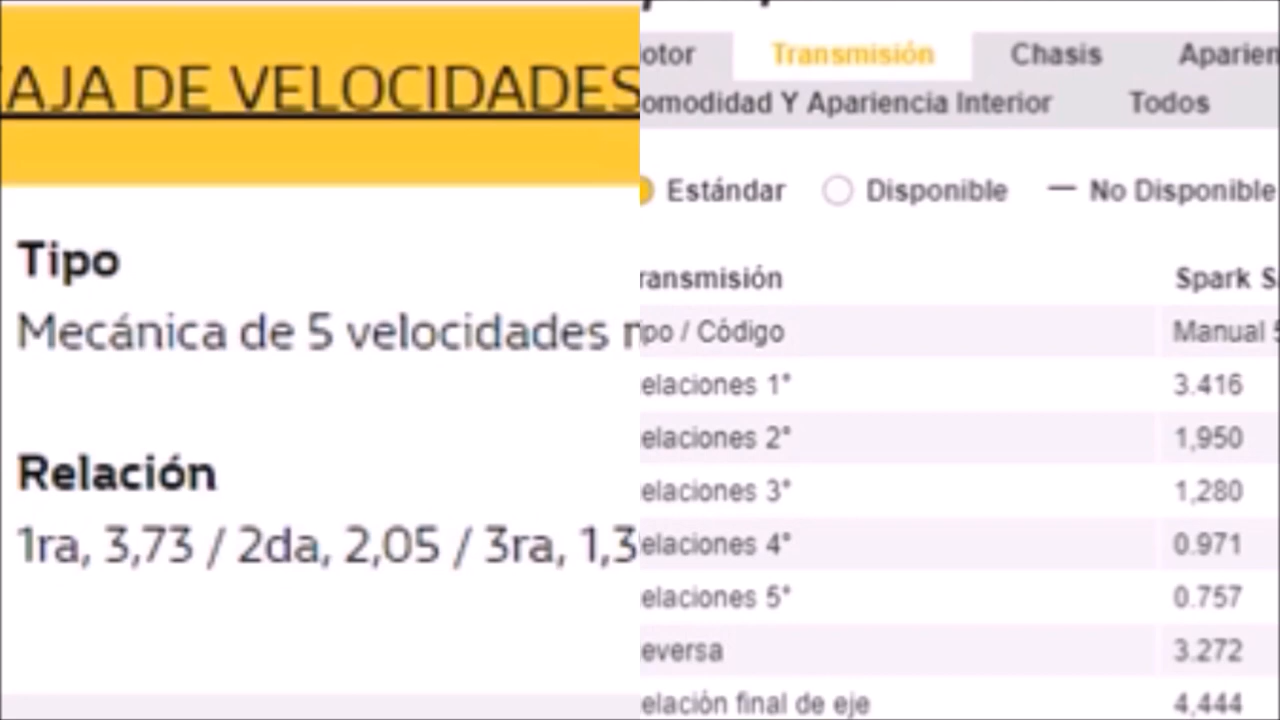 AJA DE VELOCIDADES
Tipo
Mecánica de 5 velocidades
Relación
1ra, 3,73 / 2da, 2,05 / 3ra, 1,3
otor Transmisión Chasis Aparien
omodidad Y Apariencia Interior Todos
Estándar Disponible — No Disponible
ransmisión Spark S
po / Código Manual 5
elaciones 1° 3.416
elaciones 2° 1,950
elaciones 3° 1,280
elaciones 4° 0.971
elaciones 5° 0.757
eversa 3.272
elación final de eje 4,444